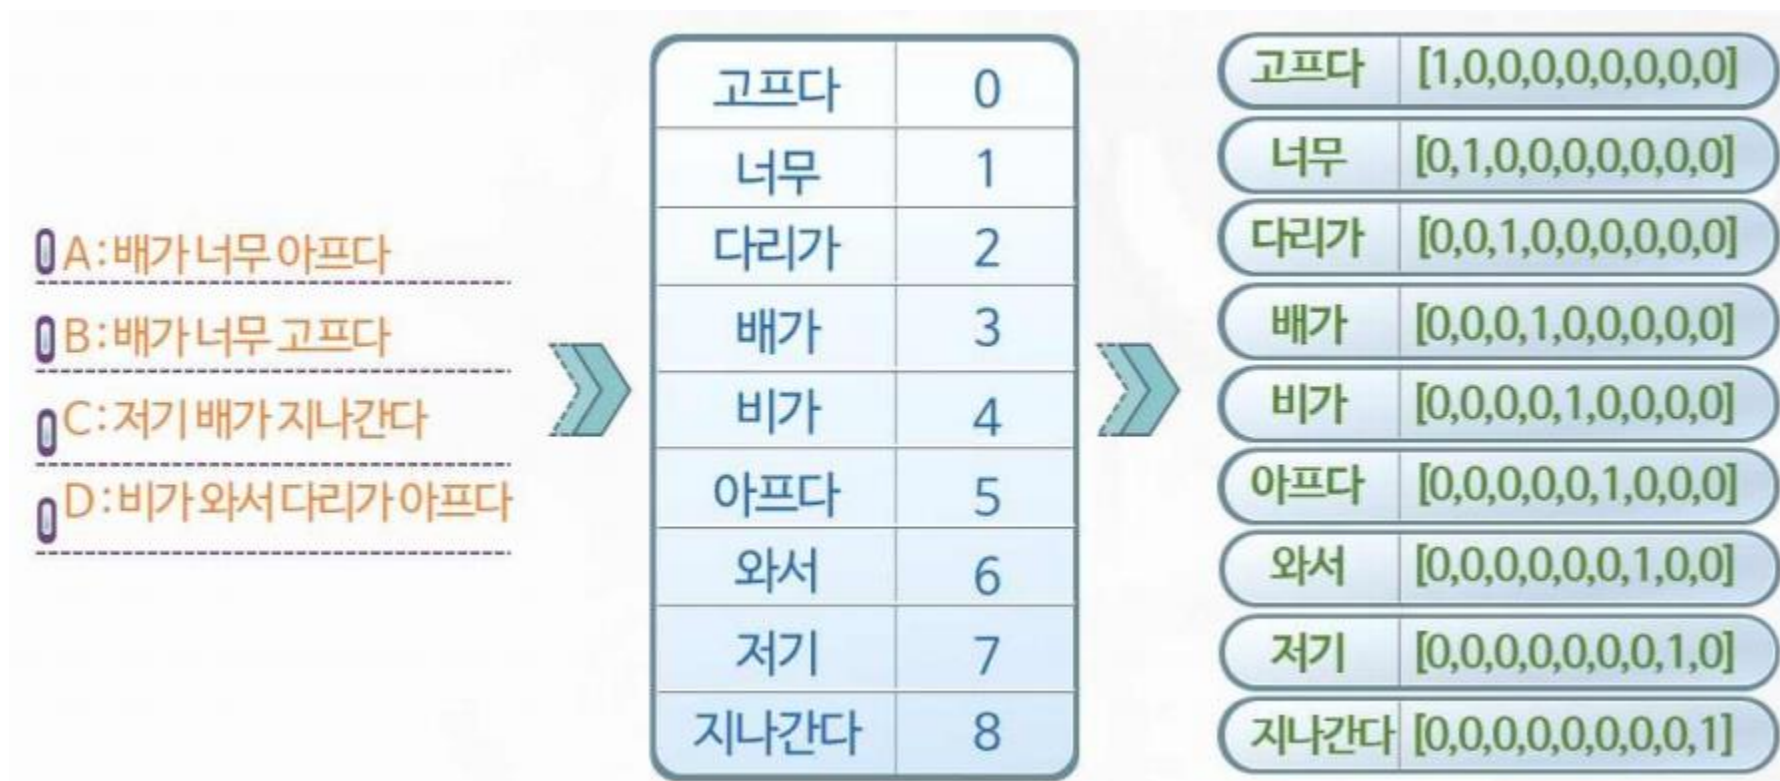 A : 배가 너무 아프다
B : 배가 너무 고프다
C : 저기 배가 지나간다
D : 비가 와서 다리가 아프다
고프다 0
너무 1
다리가 2
배가 3
비가 4
아프다 5
와서 6
저기 7
지나간다 8
고프다 [1,0,0,0,0,0,0,0,0]
너무 [0,1,0,0,0,0,0,0,0]
다리가 [0,0,1,0,0,0,0,0,0]
배가 [0,0,0,1,0,0,0,0,0]
비가 [0,0,0,0,1,0,0,0,0]
아프다 [0,0,0,0,0,1,0,0,0]
와서 [0,0,0,0,0,0,1,0,0]
저기 [0,0,0,0,0,0,0,1,0]
지나간다 [0,0,0,0,0,0,0,0,1]